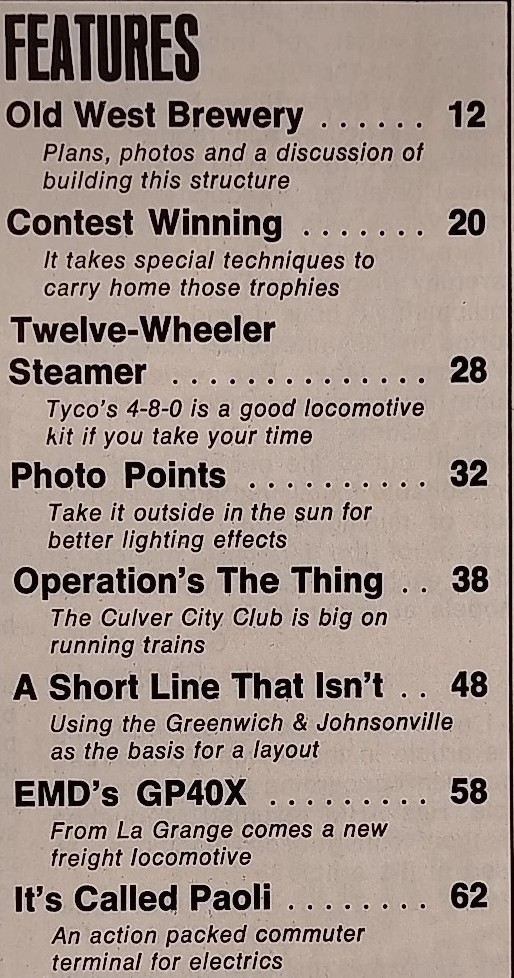 FEATURES
Old West Brewery ...... 12
Plans, photos and a discussion of
building this structure
Contest Winning ....... 20
It takes special techniques to
carry home those trophies
Twelve-Wheeler
Steamer .............. 28
Tyco's 4-8-0 is a good locomotive
kit if you take your time
Photo Points .......... 32
Take it outside in the sun for
better lighting effects
Operation's The Thing .. 38
The Culver City Club is big on
running trains
A Short Line That Isn't .. 48
Using the Greenwich & Johnsonville
as the basis for a layout
EMD's GP40X ......... 58
From La Grange comes a new
freight locomotive
It's Called Paoli ........ 62
An action packed commuter
terminal for electrics